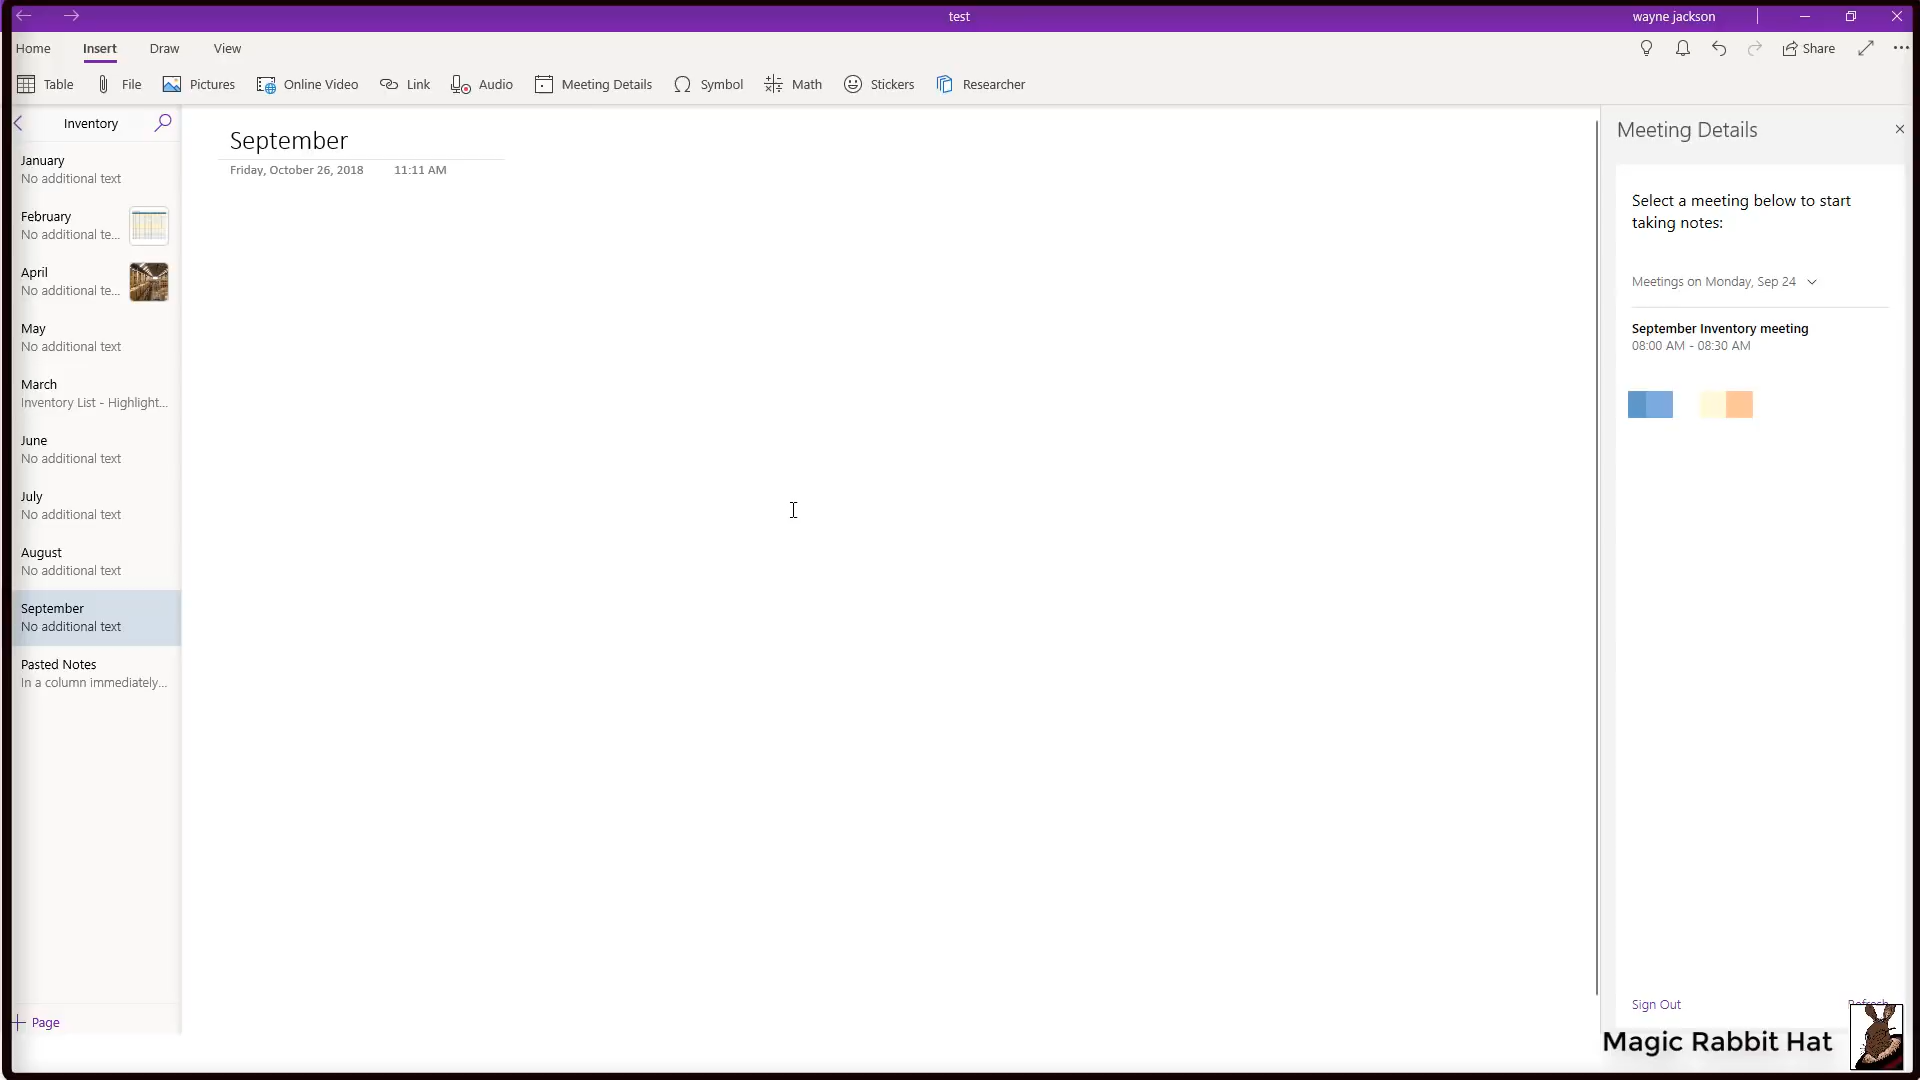 test
wayne jackson
Home
Insert
Draw
View
Share
Table
File
Pictures
Online Video
Link
Audio
Meeting Details
Symbol
Math
Stickers
Researcher
Inventory
January
No additional text
February
No additional te...
April
No additional te...
May
No additional text
March
Inventory List - Highlight...
June
No additional text
July
No additional text
August
No additional text
September
No additional text
Pasted Notes
In a column immediately...
Page
September
Friday, October 26, 2018 11:11 AM
Meeting Details
Select a meeting below to start
taking notes:
Meetings on Monday, Sep 24
September Inventory meeting
08:00 AM - 08:30 AM
Sign Out
Refresh
Magic Rabbit Hat